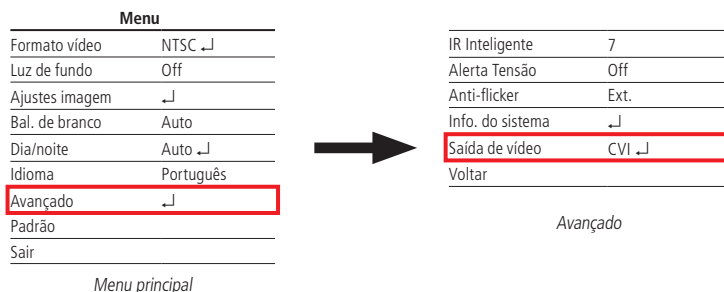 Menu
Formato vídeo NTSC ↲
Luz de fundo Off
Ajustes imagem ↲
Bal. de branco Auto
Dia/noite Auto ↲
Idioma Português
Avançado ↲
Padrão
Sair
Menu principal
IR Inteligente 7
Alerta Tensão Off
Anti-flicker Ext.
Info. do sistema ↲
Saída de vídeo CVI ↲
Voltar
Avançado